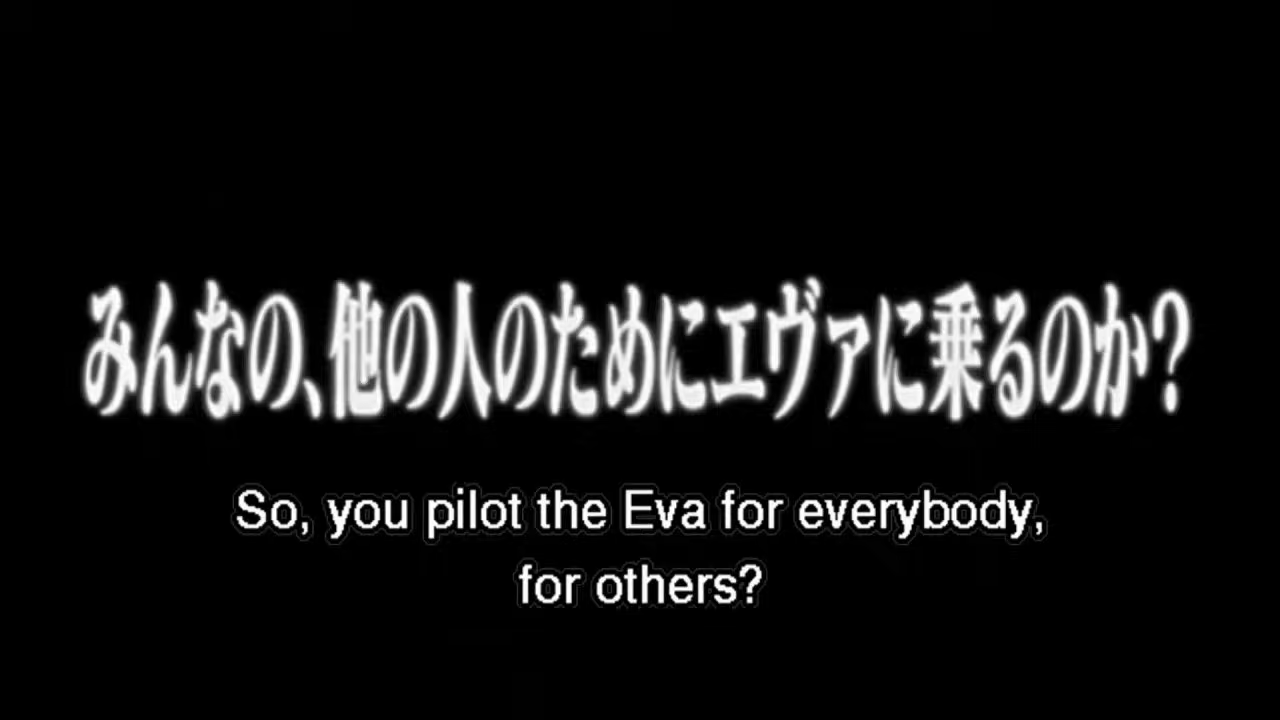 みんなの、他の人のためにエヴァに乗るのか?
So, you pilot the Eva for everybody,
for others?